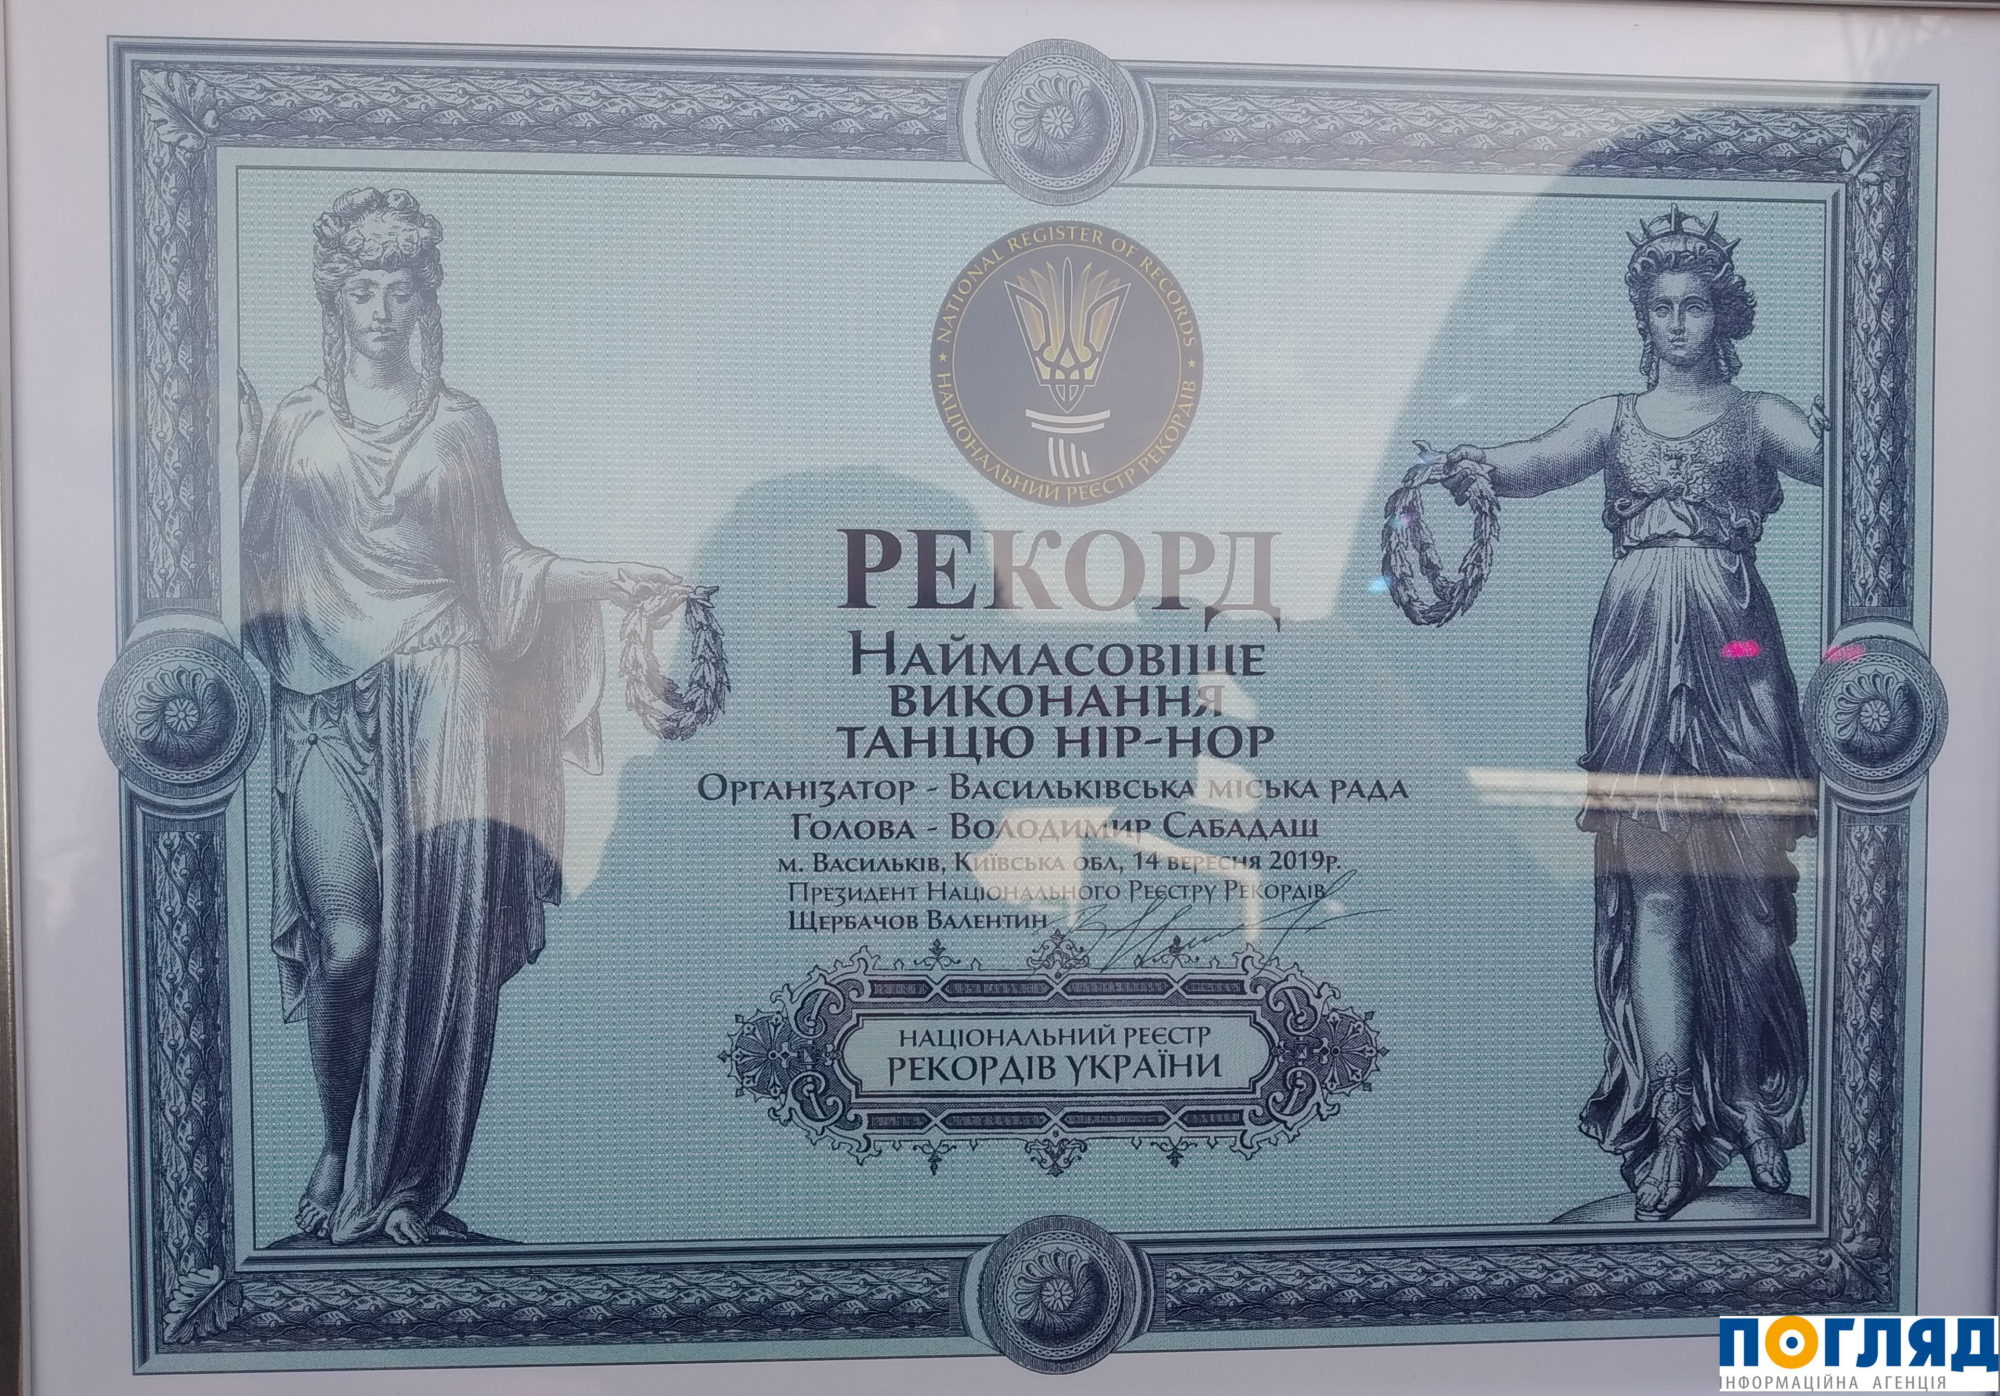 NATIONAL REGISTER OF RECORDS
НАЦІОНАЛЬНИЙ РЕЄСТР РЕКОРДІВ
РЕКОРД
Наймасовіше
виконання
танцю hip-hop
Організатор - Васильківська міська рада
Голова - Володимир Сабадаш
м. Васильків, Київська обл, 14 вересня 2019р.
Президент Національного Реєстру Рекордів
Щербачов Валентин
НАЦІОНАЛЬНИЙ РЕЄСТР
РЕКОРДІВ УКРАЇНИ
ПОГЛЯД
ІНФОРМАЦІЙНА АГЕНЦІЯ